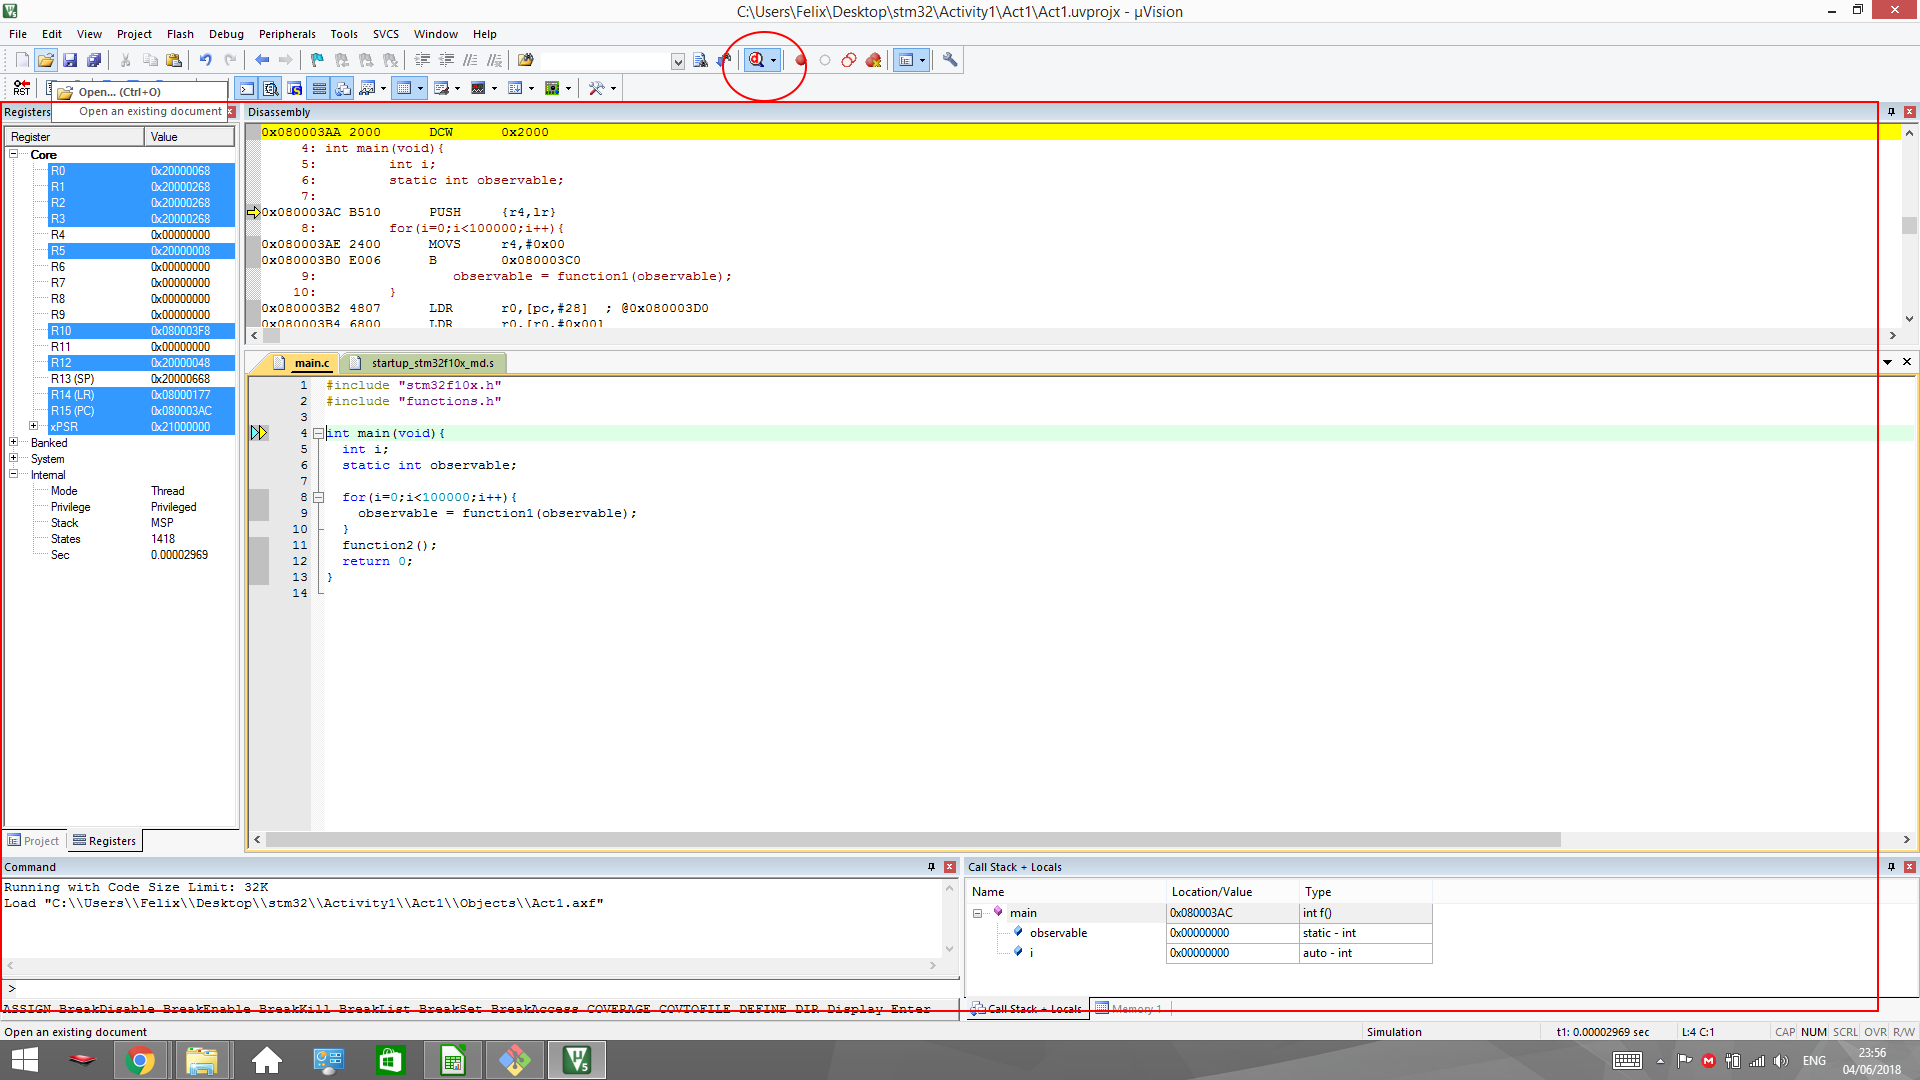 C:\Users\Felix\Desktop\stm32\Activity1\Act1\Act1.uvprojx - µVision
File Edit View Project Flash Debug Peripherals Tools SVCS Window Help
RST
Open... (Ctrl+O)
Open an existing document
Registers
Register Value
Core
R0 0x20000068
R1 0x20000268
R2 0x20000268
R3 0x20000268
R4 0x00000000
R5 0x20000008
R6 0x00000000
R7 0x00000000
R8 0x00000000
R9 0x00000000
R10 0x080003F8
R11 0x00000000
R12 0x20000048
R13 (SP) 0x20000668
R14 (LR) 0x08000177
R15 (PC) 0x080003AC
xPSR 0x21000000
Banked
System
Internal
Mode Thread
Privilege Privileged
Stack MSP
States 1418
Sec 0.00002969
Project Registers
Disassembly
0x080003AA 2000 DCW 0x2000
4: int main(void){
5: int i;
6: static int observable;
7:
0x080003AC B510 PUSH {r4,lr}
8: for(i=0;i<100000;i++){
0x080003AE 2400 MOVS r4,#0x00
0x080003B0 E006 B 0x080003C0
9: observable = function1(observable);
10: }
0x080003B2 4807 LDR r0,[pc,#28] ; @0x080003D0
0x080003B4 6800 LDR r0,[r0,#0x00]
main.c startup_stm32f10x_md.s
1 #include "stm32f10x.h"
2 #include "functions.h"
3
4 int main(void){
5 int i;
6 static int observable;
7
8 for(i=0;i<100000;i++){
9 observable = function1(observable);
10 }
11 function2();
12 return 0;
13 }
14
Command
Running with Code Size Limit: 32K
Load "C:\\Users\\Felix\\Desktop\\stm32\\Activity1\\Act1\\Objects\\Act1.axf"
>
ASSIGN BreakDisable BreakEnable BreakKill BreakList BreakSet BreakAccess COVERAGE COVTOFILE DEFINE DIR Display Enter
Call Stack + Locals
Name Location/Value Type
main 0x080003AC int f()
observable 0x00000000 static - int
i 0x00000000 auto - int
Call Stack + Locals Memory 1
Open an existing document Simulation t1: 0.00002969 sec L:4 C:1 CAP NUM SCRL OVR R/W
ENG
23:56
04/06/2018